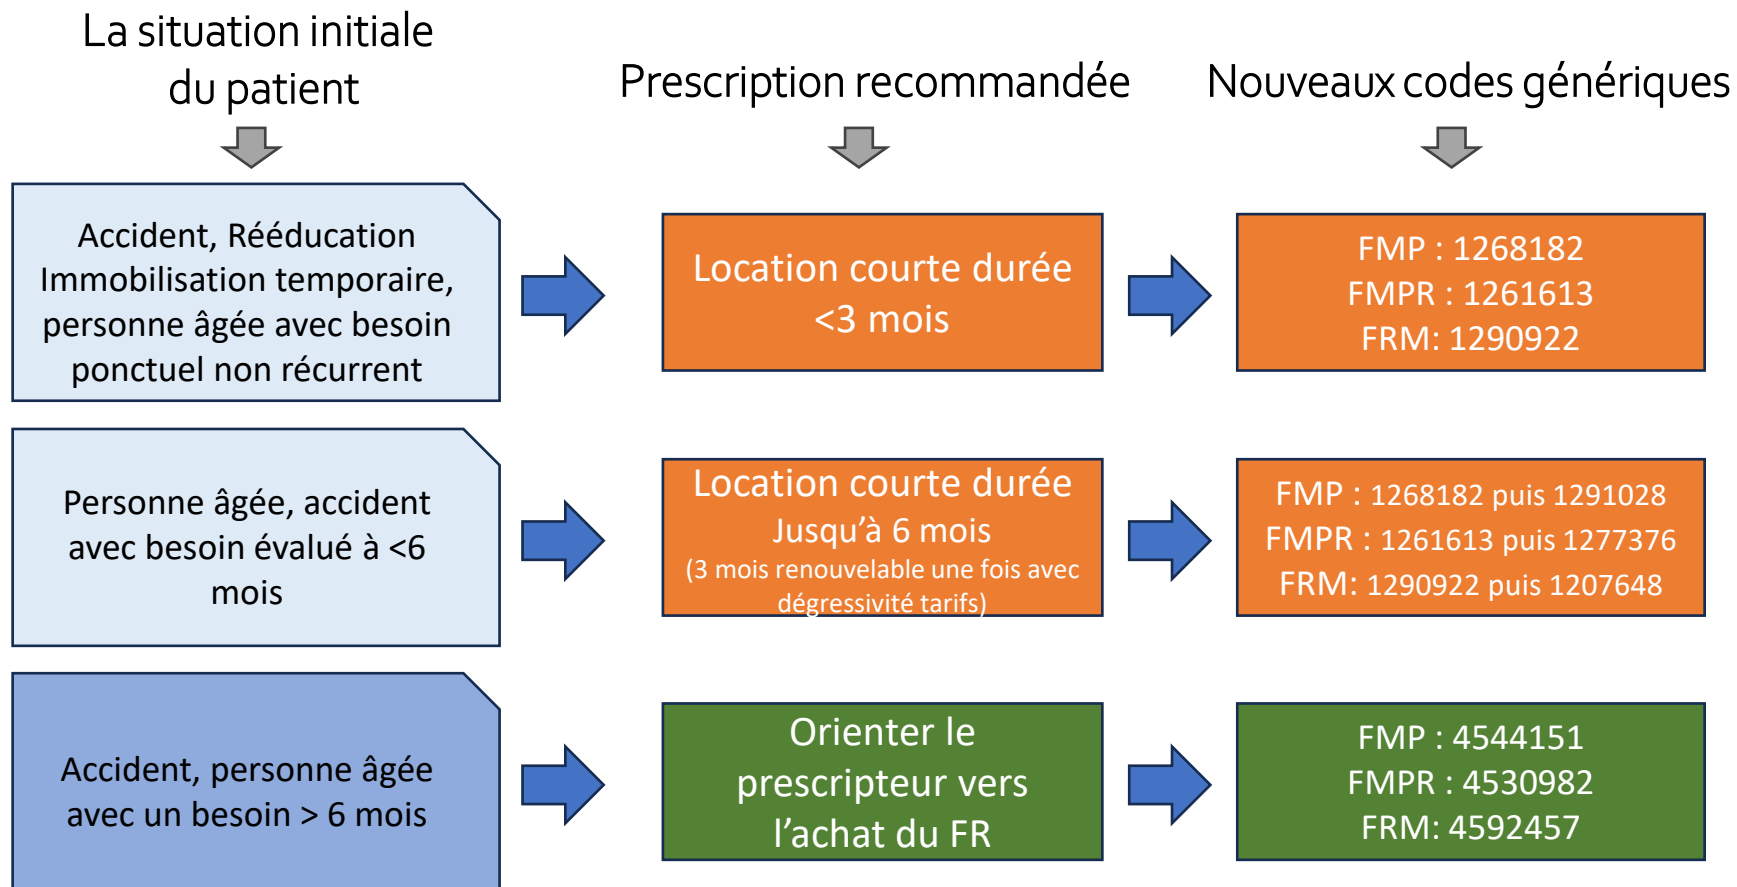 La situation initiale
du patient
Prescription recommandée
Nouveaux codes génériques
Accident, Rééducation
Immobilisation temporaire,
personne âgée avec besoin
ponctuel non récurrent
Location courte durée
<3 mois
FMP : 1268182
FMPR : 1261613
FRM: 1290922
Personne âgée, accident
avec besoin évalué à <6
mois
Location courte durée
Jusqu’à 6 mois
(3 mois renouvelable une fois avec
dégressivité tarifs)
FMP : 1268182 puis 1291028
FMPR : 1261613 puis 1277376
FRM: 1290922 puis 1207648
Accident, personne âgée
avec un besoin > 6 mois
Orienter le
prescripteur vers
l’achat du FR
FMP : 4544151
FMPR : 4530982
FRM: 4592457